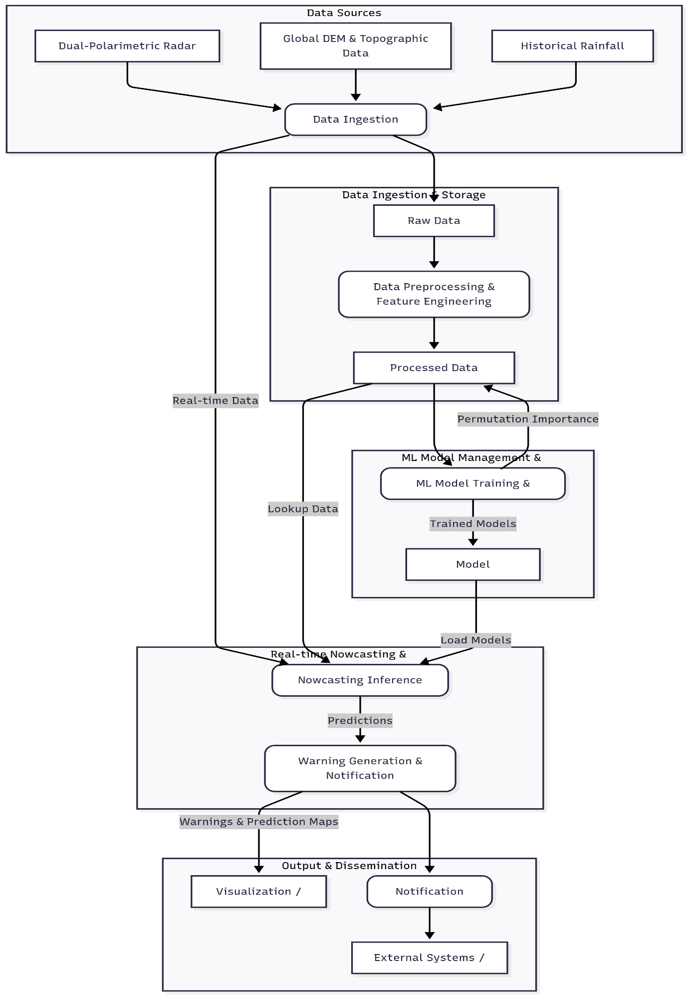 Data Sources
Dual-Polarimetric Radar
Global DEM & Topographic
Data
Historical Rainfall
Data Ingestion
Data Ingestion & Storage
Raw Data
Data Preprocessing &
Feature Engineering
Processed Data
Real-time Data
Permutation Importance
ML Model Management &
ML Model Training &
Lookup Data
Trained Models
Model
Load Models
Real-time Nowcasting &
Nowcasting Inference
Predictions
Warning Generation &
Notification
Warnings & Prediction Maps
Output & Dissemination
Visualization /
Notification
External Systems /